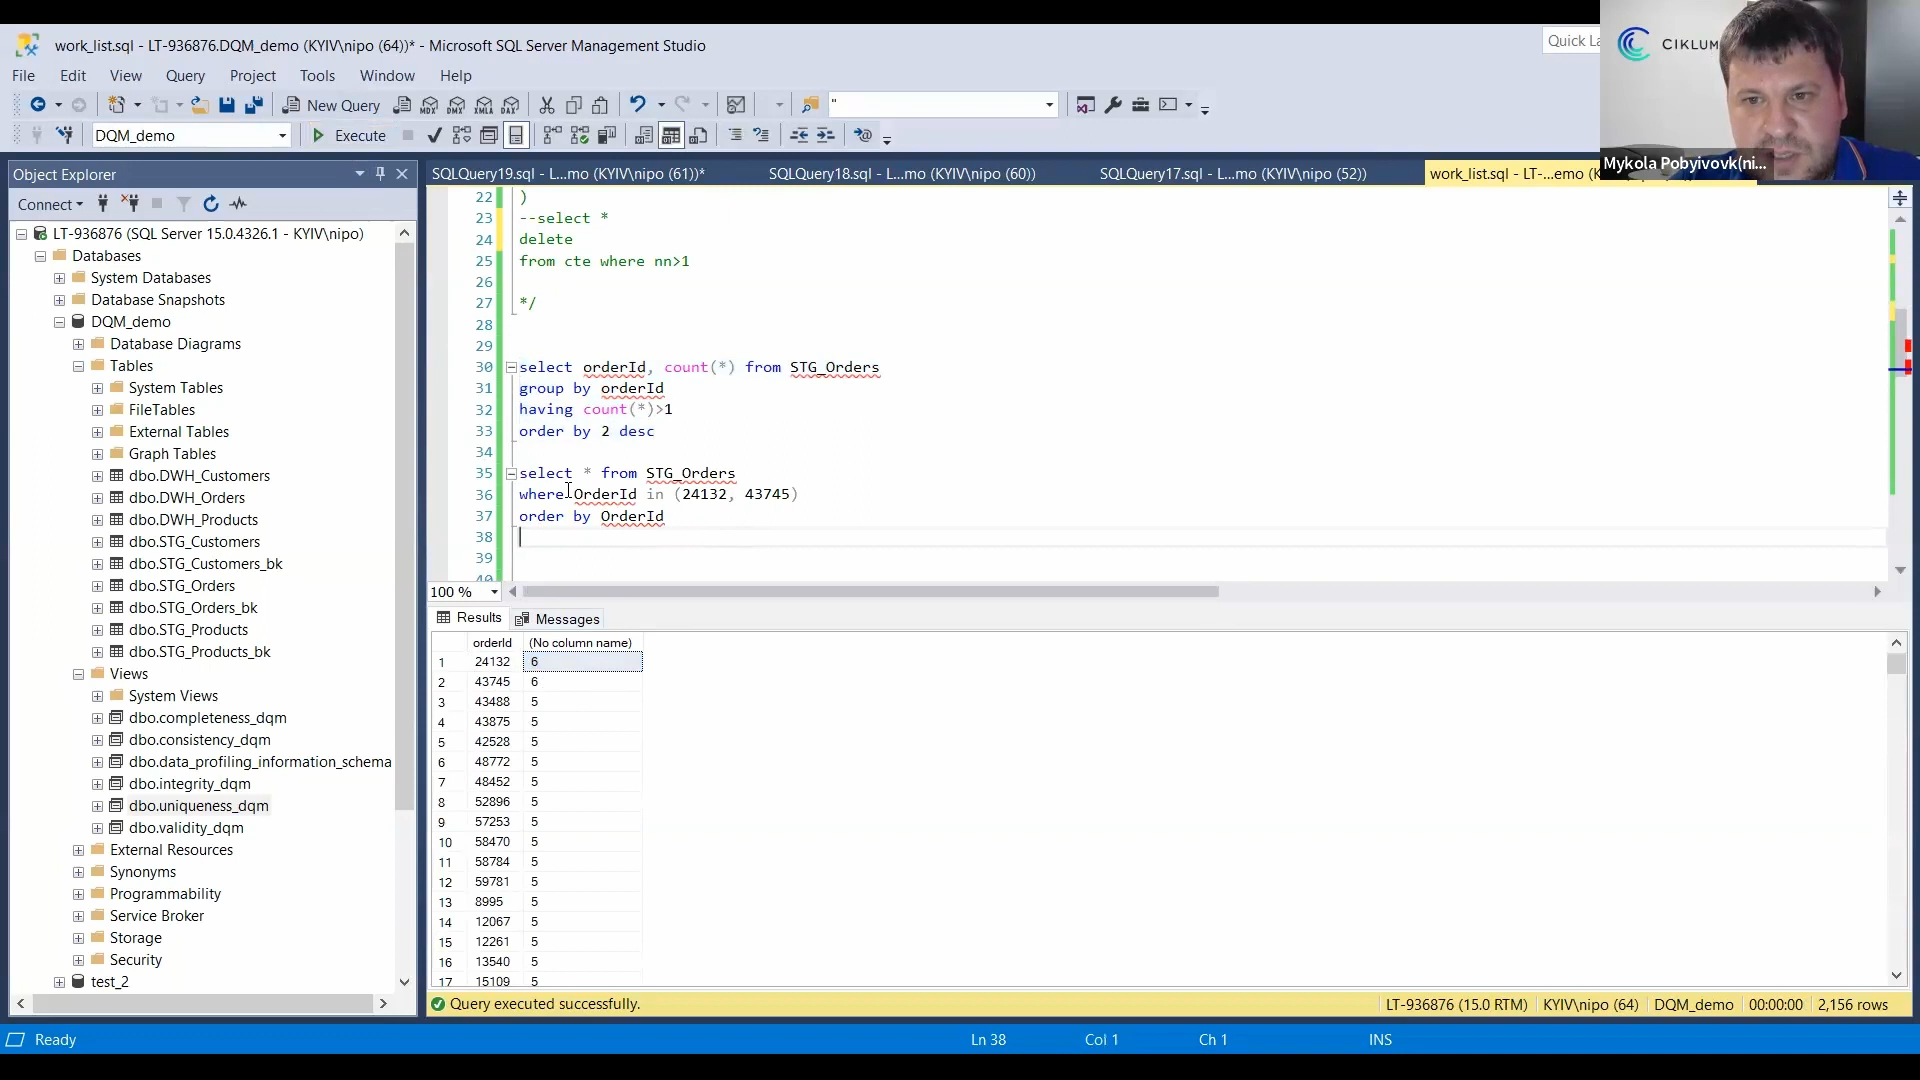 work_list.sql - LT-936876.DQM_demo (KYIV\nipo (64))* - Microsoft SQL Server Management Studio
Quick La
CIKLUM
File Edit View Query Project Tools Window Help
New Query
MDX DMX XMLA DAX
"
DQM_demo
Execute
Mykola Pobyivovk(ni...
Object Explorer
Connect
LT-936876 (SQL Server 15.0.4326.1 - KYIV\nipo)
Databases
System Databases
Database Snapshots
DQM_demo
Database Diagrams
Tables
System Tables
FileTables
External Tables
Graph Tables
dbo.DWH_Customers
dbo.DWH_Orders
dbo.DWH_Products
dbo.STG_Customers
dbo.STG_Customers_bk
dbo.STG_Orders
dbo.STG_Orders_bk
dbo.STG_Products
dbo.STG_Products_bk
Views
System Views
dbo.completeness_dqm
dbo.consistency_dqm
dbo.data_profiling_information_schema
dbo.integrity_dqm
dbo.uniqueness_dqm
dbo.validity_dqm
External Resources
Synonyms
Programmability
Service Broker
Storage
Security
test_2
SQLQuery19.sql - L...mo (KYIV\nipo (61))* SQLQuery18.sql - L...mo (KYIV\nipo (60)) SQLQuery17.sql - L...mo (KYIV\nipo (52)) work_list.sql - LT-...emo (K
22 )
23 --select *
24 delete
25 from cte where nn>1
26
27 */
28
29
30 select orderId, count(*) from STG_Orders
31 group by orderId
32 having count(*)>1
33 order by 2 desc
34
35 select * from STG_Orders
36 where OrderId in (24132, 43745)
37 order by OrderId
38
39
40
100 %
Results Messages
orderId (No column name)
1 24132 6
2 43745 6
3 43488 5
4 43875 5
5 42528 5
6 48772 5
7 48452 5
8 52896 5
9 57253 5
10 58470 5
11 58784 5
12 59781 5
13 8995 5
14 12067 5
15 12261 5
16 13540 5
17 15109 5
Query executed successfully. LT-936876 (15.0 RTM) KYIV\nipo (64) DQM_demo 00:00:00 2,156 rows
Ready Ln 38 Col 1 Ch 1 INS